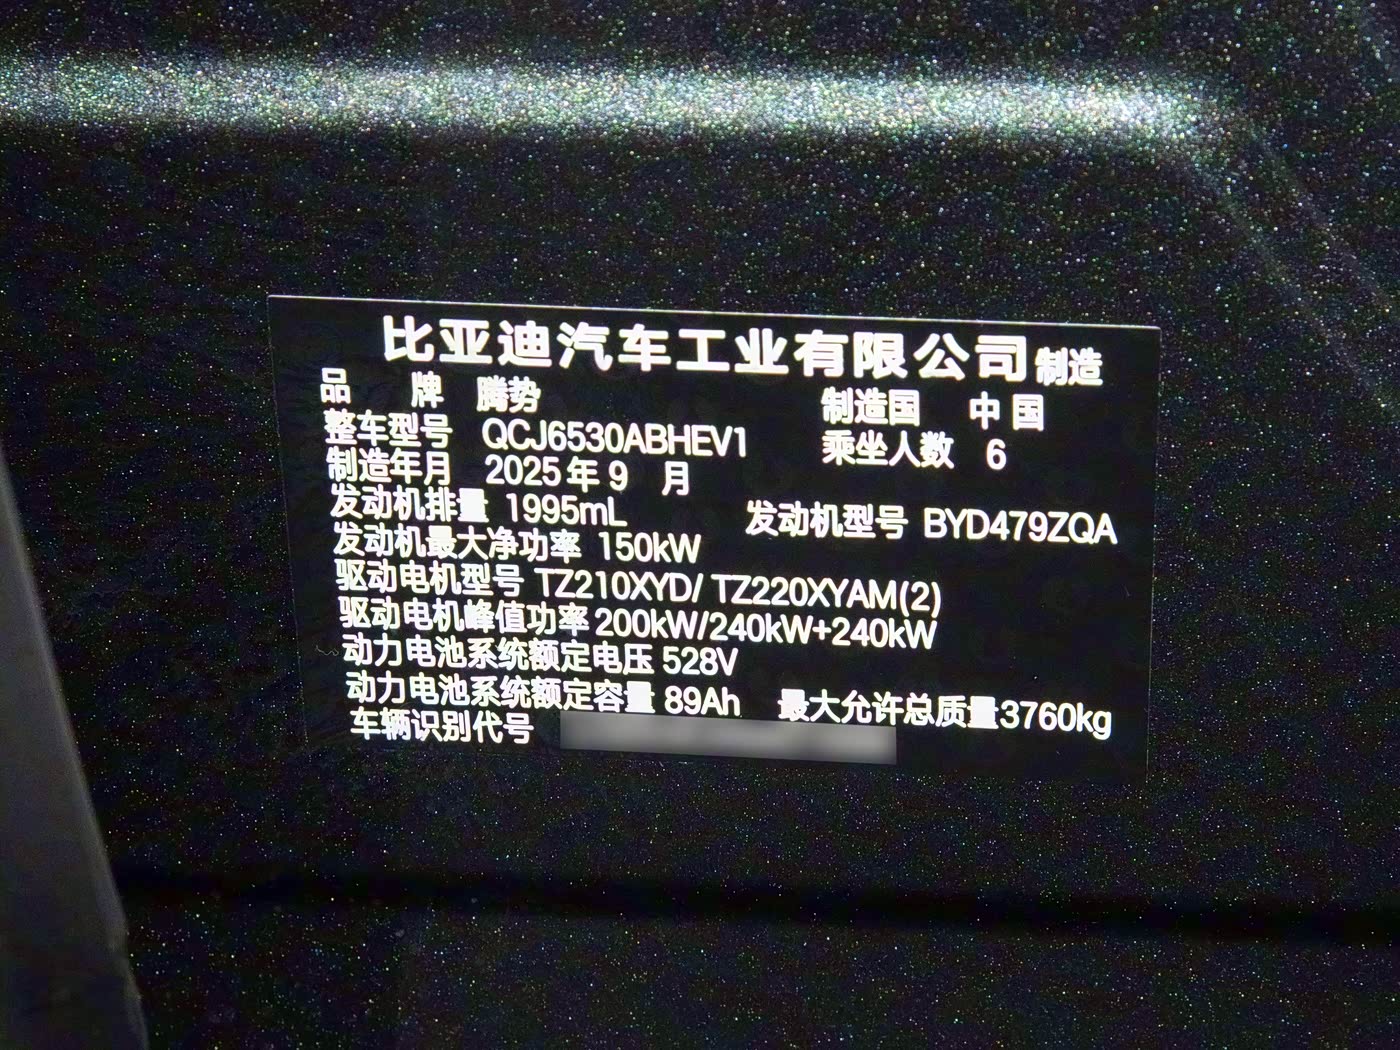 比亚迪汽车工业有限公司制造
品 牌 腾势 制造国 中国
整车型号 QCJ6530ABHEV1 乘坐人数 6
制造年月 2025年9 月
发动机排量 1995mL 发动机型号 BYD479ZQA
发动机最大净功率 150kW
驱动电机型号 TZ210XYD/ TZ220XYAM(2)
驱动电机峰值功率 200kW/240kW+240kW
动力电池系统额定电压 528V
动力电池系统额定容量 89Ah 最大允许总质量3760kg
车辆识别代号